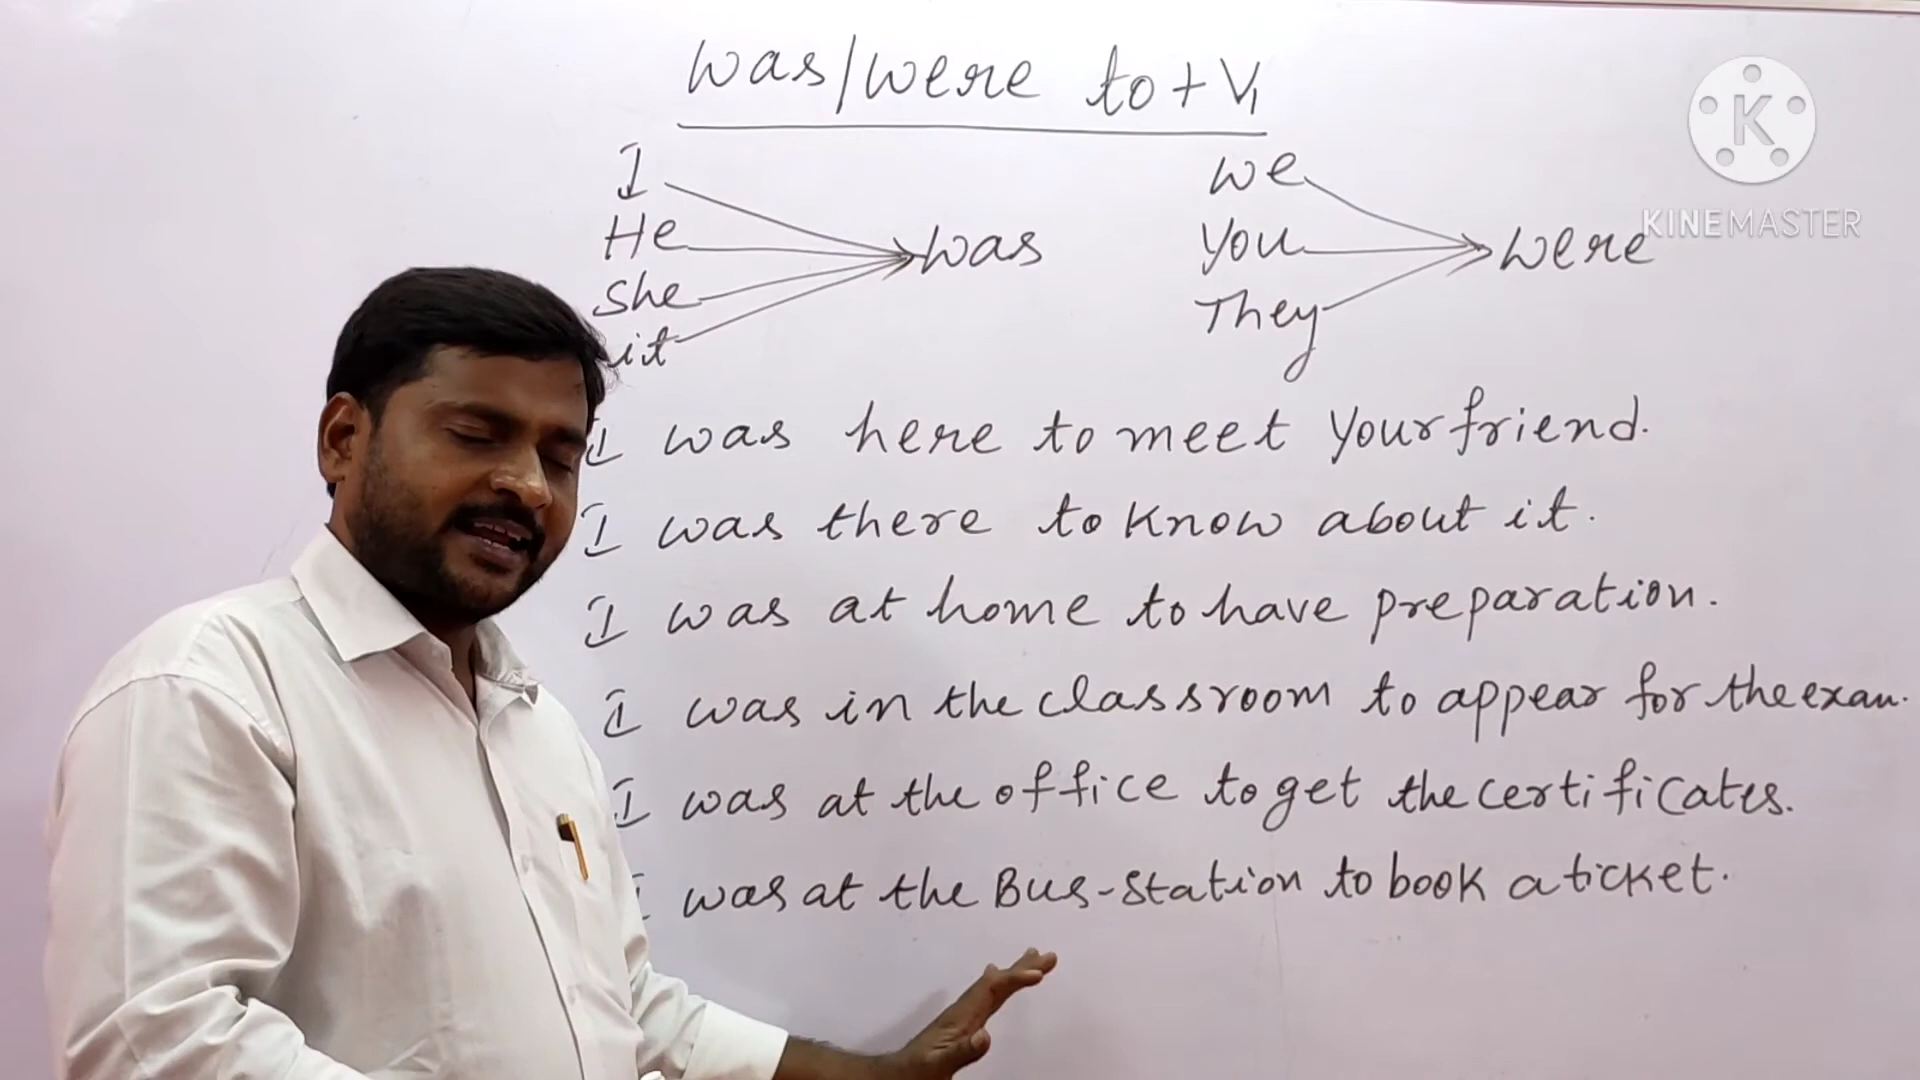 was/were to + V1
I
He
She
it
was
we
You
They
were
K
KINEMASTER
I was here to meet your friend.
I was there to know about it.
I was at home to have preparation.
I was in the classroom to appear for the exam.
I was at the office to get the certificates.
I was at the Bus-station to book a ticket.